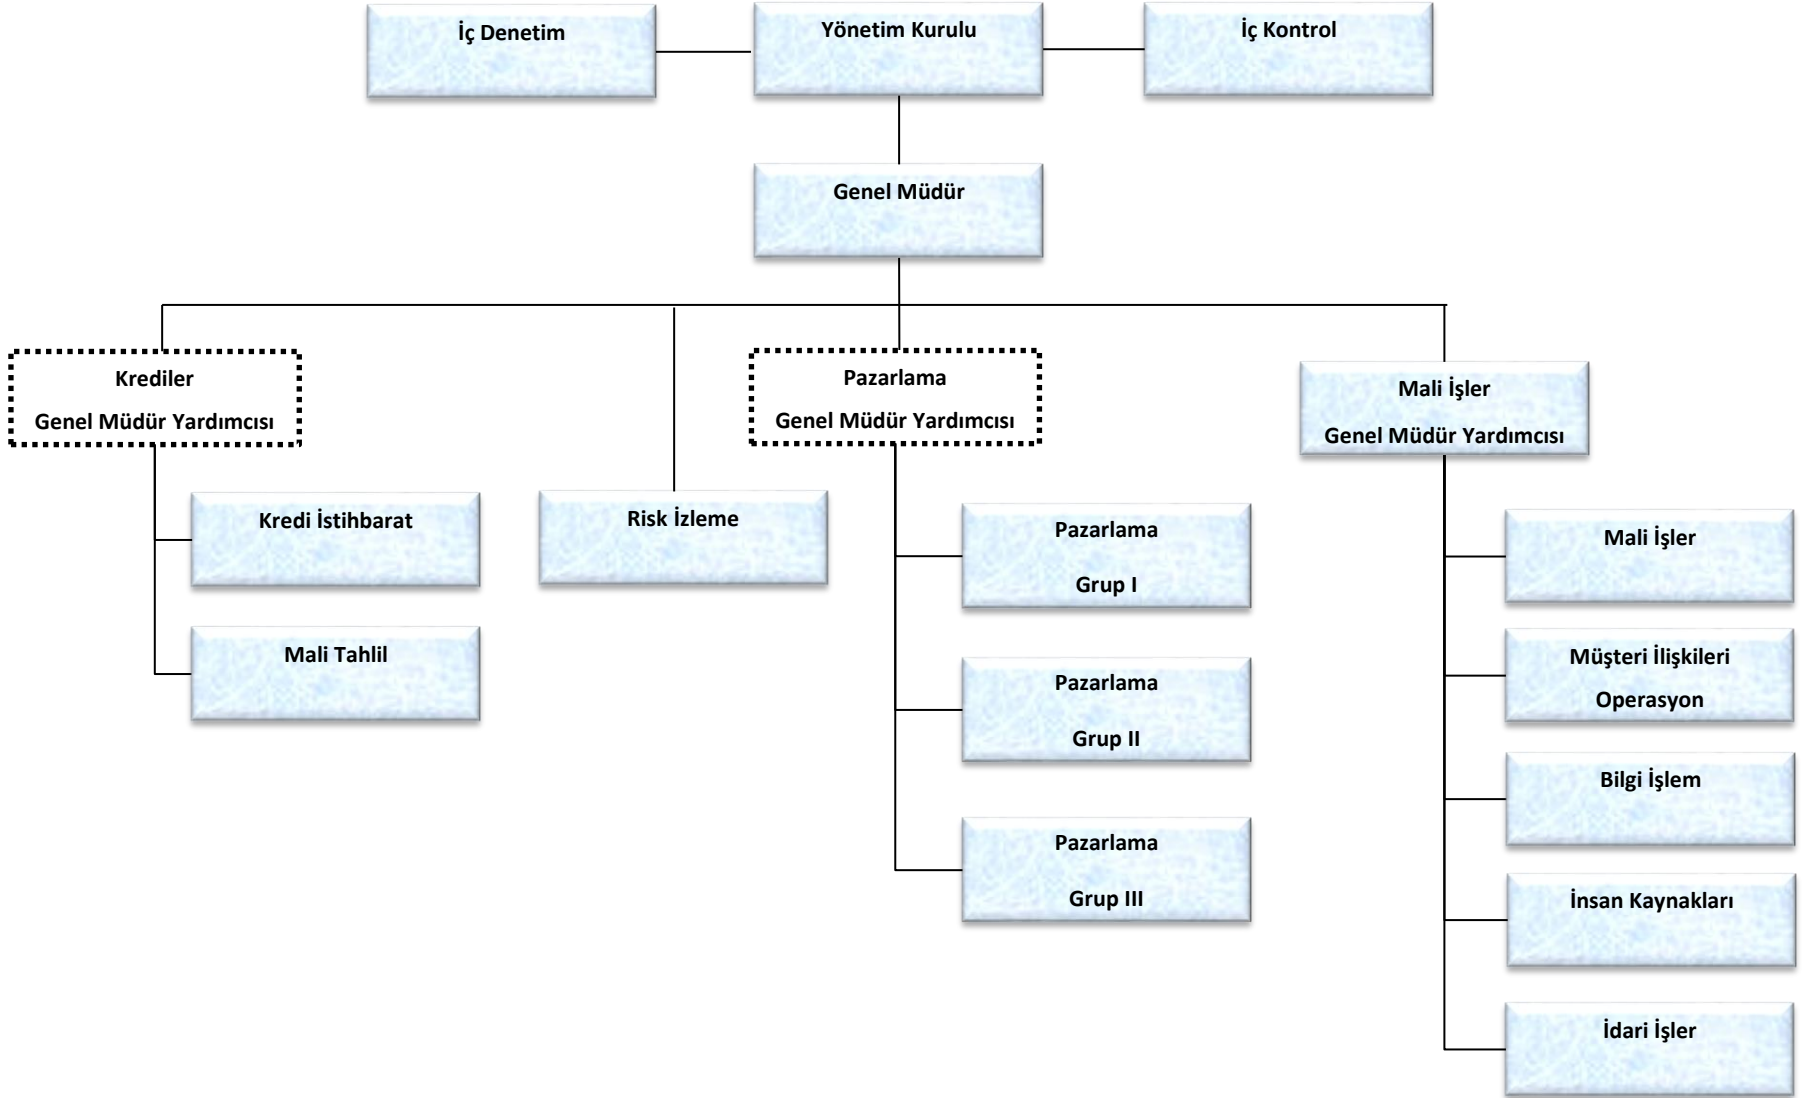 İç Denetim
Yönetim Kurulu
İç Kontrol
Genel Müdür
Krediler
Genel Müdür Yardımcısı
Pazarlama
Genel Müdür Yardımcısı
Mali İşler
Genel Müdür Yardımcısı
Kredi İstihbarat
Mali Tahlil
Risk İzleme
Pazarlama
Grup I
Pazarlama
Grup II
Pazarlama
Grup III
Mali İşler
Müşteri İlişkileri
Operasyon
Bilgi İşlem
İnsan Kaynakları
İdari İşler